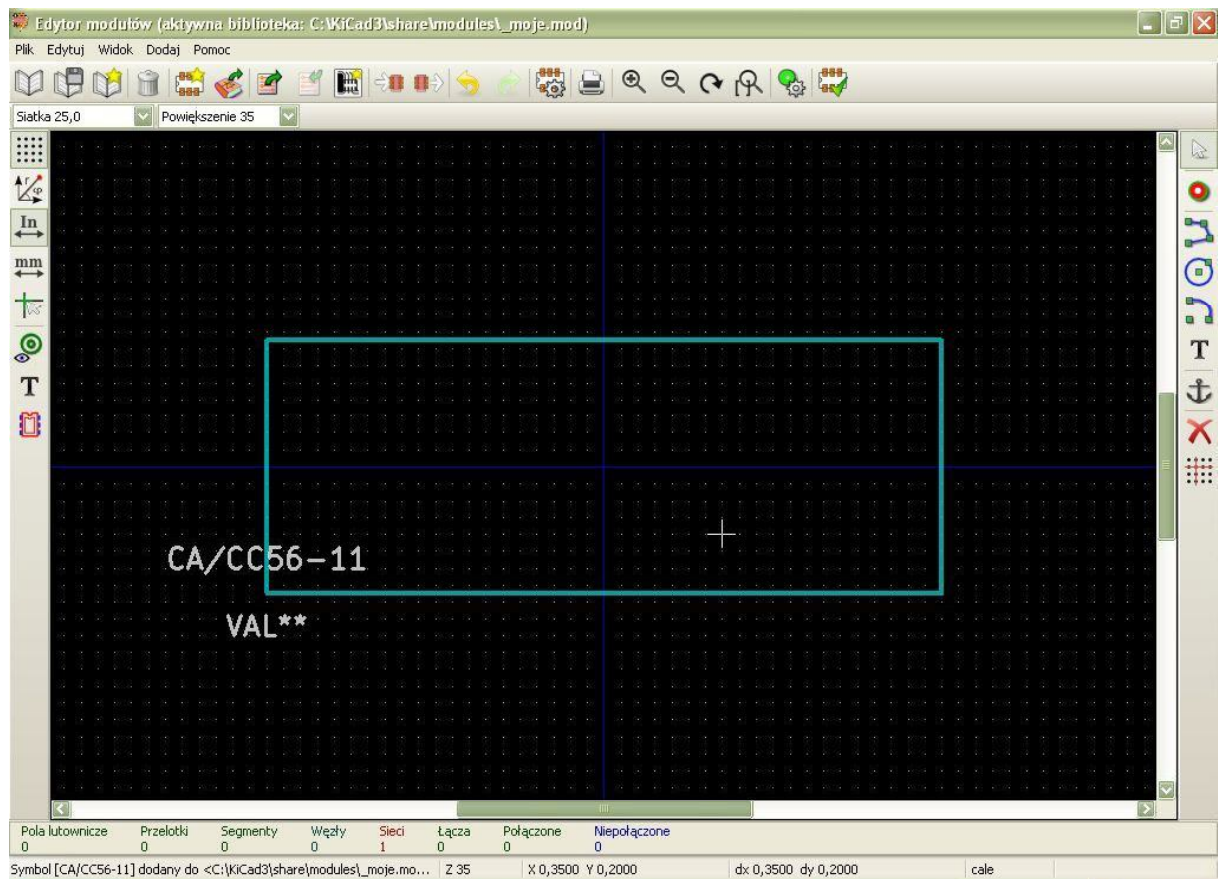 Edytor modułów (aktywna biblioteka: C:\KiCad3\share\modules\_moje.mod)
Plik Edytuj Widok Dodaj Pomoc
Siatka 25,0 Powiększenie 35
In
mm
T
T
CA/CC56-11
VAL**
Pola lutownicze Przelotki Segmenty Węzły Sieci Łącza Połączone Niepołączone
0 0 0 0 1 0 0 0
Symbol [CA/CC56-11] dodany do <C:\KiCad3\share\modules\_moje.mo... Z 35 X 0,3500 Y 0,2000 dx 0,3500 dy 0,2000 cale